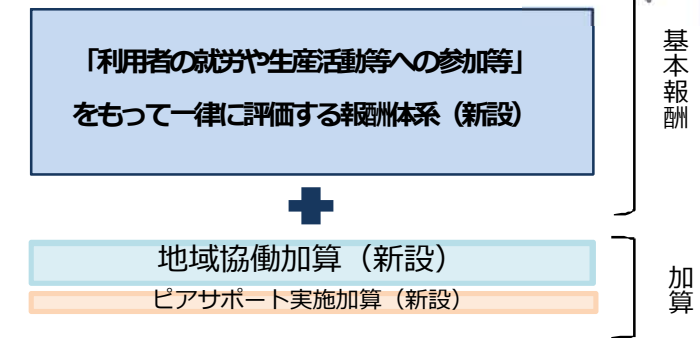 「利用者の就労や生産活動等への参加等」
をもって一律に評価する報酬体系（新設）
基本報酬
地域協働加算（新設）
ピアサポート実施加算（新設）
加算